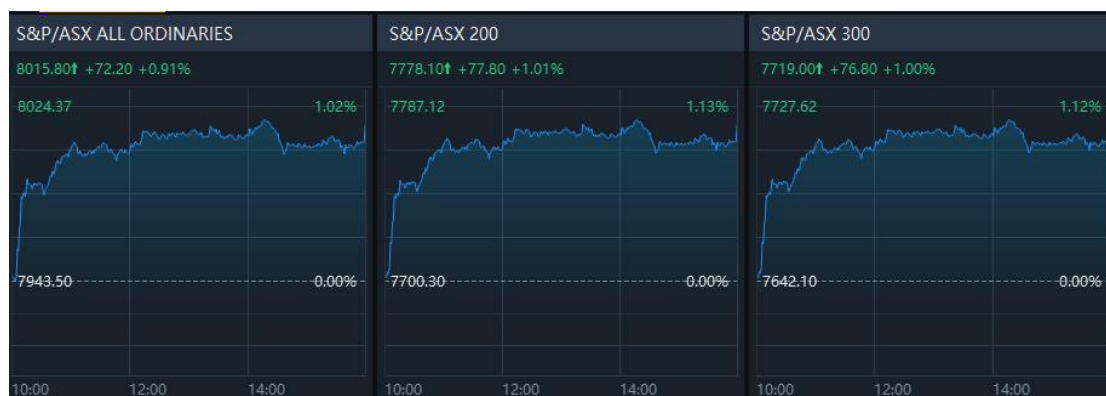 S&P/ASX ALL ORDINARIES
8015.80⬆ +72.20 +0.91%
8024.37 1.02%
7943.50 0.00%
10:00 12:00 14:00
S&P/ASX 200
7778.10⬆ +77.80 +1.01%
7787.12 1.13%
7700.30 0.00%
10:00 12:00 14:00
S&P/ASX 300
7719.00⬆ +76.80 +1.00%
7727.62 1.12%
7642.10 0.00%
10:00 12:00 14:00